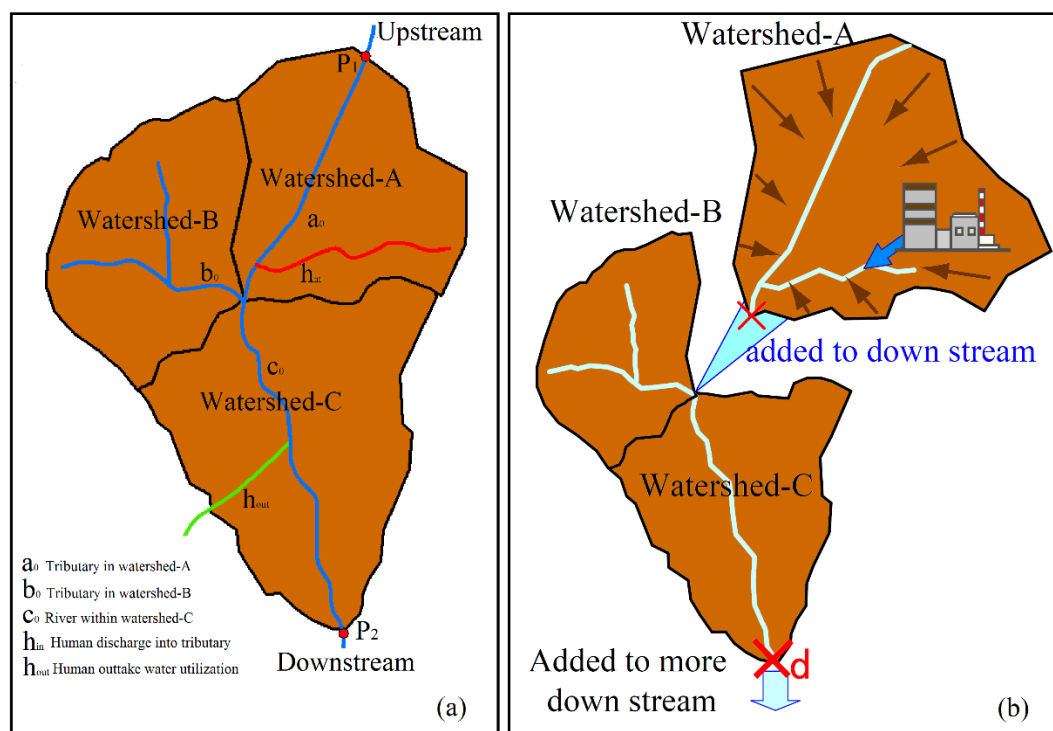 Upstream
P1
Watershed-A
a0
Watershed-B
hin
b0
c0
Watershed-C
hout
a0 Tributary in watershed-A
b0 Tributary in watershed-B
c0 River within watershed-C
hin Human discharge into tributary
hout Human outtake water utilization
P2
Downstream
(a)
Watershed-A
Watershed-B
added to down stream
Watershed-C
Added to more
down stream
d
(b)